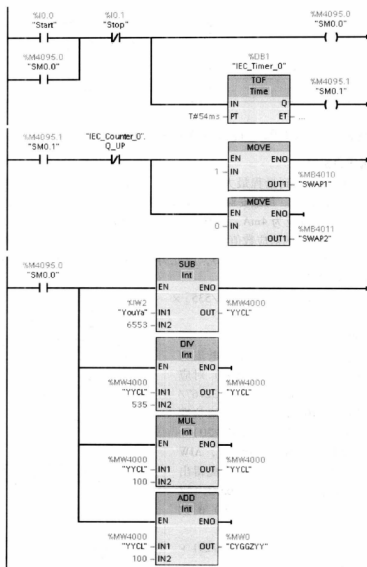 %I0.0 %I0.1 %M4095.0
"Start" "Stop" "SM0.0"
%M4095.0
"SM0.0"
%DB1
"IEC_Timer_0"
TOF %M4095.1
Time "SM0.1"
IN Q
T#54ms PT ET ...
%M4095.1 "IEC_Counter_0".
"SM0.1" Q_UP
MOVE
EN ENO
1 IN
%MB4010
OUT1 "SWAP1"
MOVE
EN ENO
0 IN
%MB4011
OUT1 "SWAP2"
%M4095.0
"SM0.0"
SUB
Int
EN ENO
%IW2 %MW4000
"YouYa" IN1 OUT "YYCL"
6553 IN2
DIV
Int
EN ENO
%MW4000 %MW4000
"YYCL" IN1 OUT "YYCL"
535 IN2
MUL
Int
EN ENO
%MW4000 %MW4000
"YYCL" IN1 OUT "YYCL"
100 IN2
ADD
Int
EN ENO
%MW4000 %MW0
"YYCL" IN1 OUT "CYGGZYY"
100 IN2